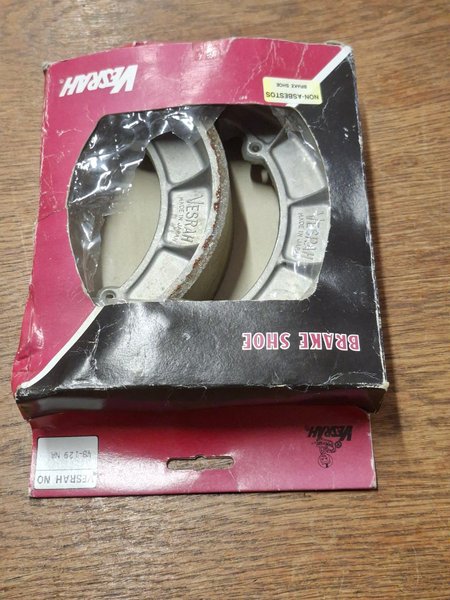 VESRAH
VESRAH NO
VB-129 NA
BRAKE SHOE
VESRAH
MADE IN JAPAN
VESRAH
MADE IN JAPAN
NON-ASBESTOS
BRAKE SHOE
VESRAH